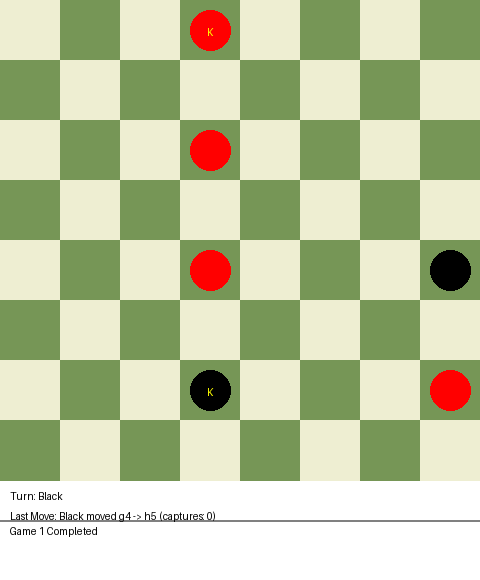 K
K
Turn: Black
Last Move: Black moved g4 -> h5 (captures: 0)
Game 1 Completed